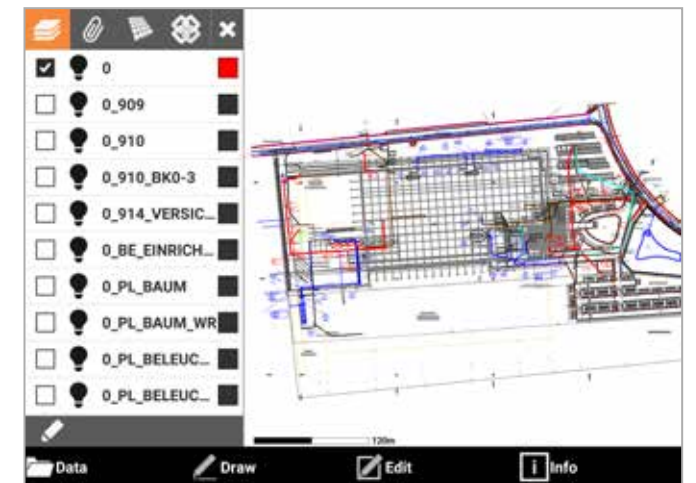 0
0_909
0_910
0_910_BK0-3
0_914_VERSIC...
0_BE_EINRICH...
0_PL_BAUM
0_PL_BAUM_WR
0_PL_BELEUC...
0_PL_BELEUC...
120m
Data
Draw
Edit
Info